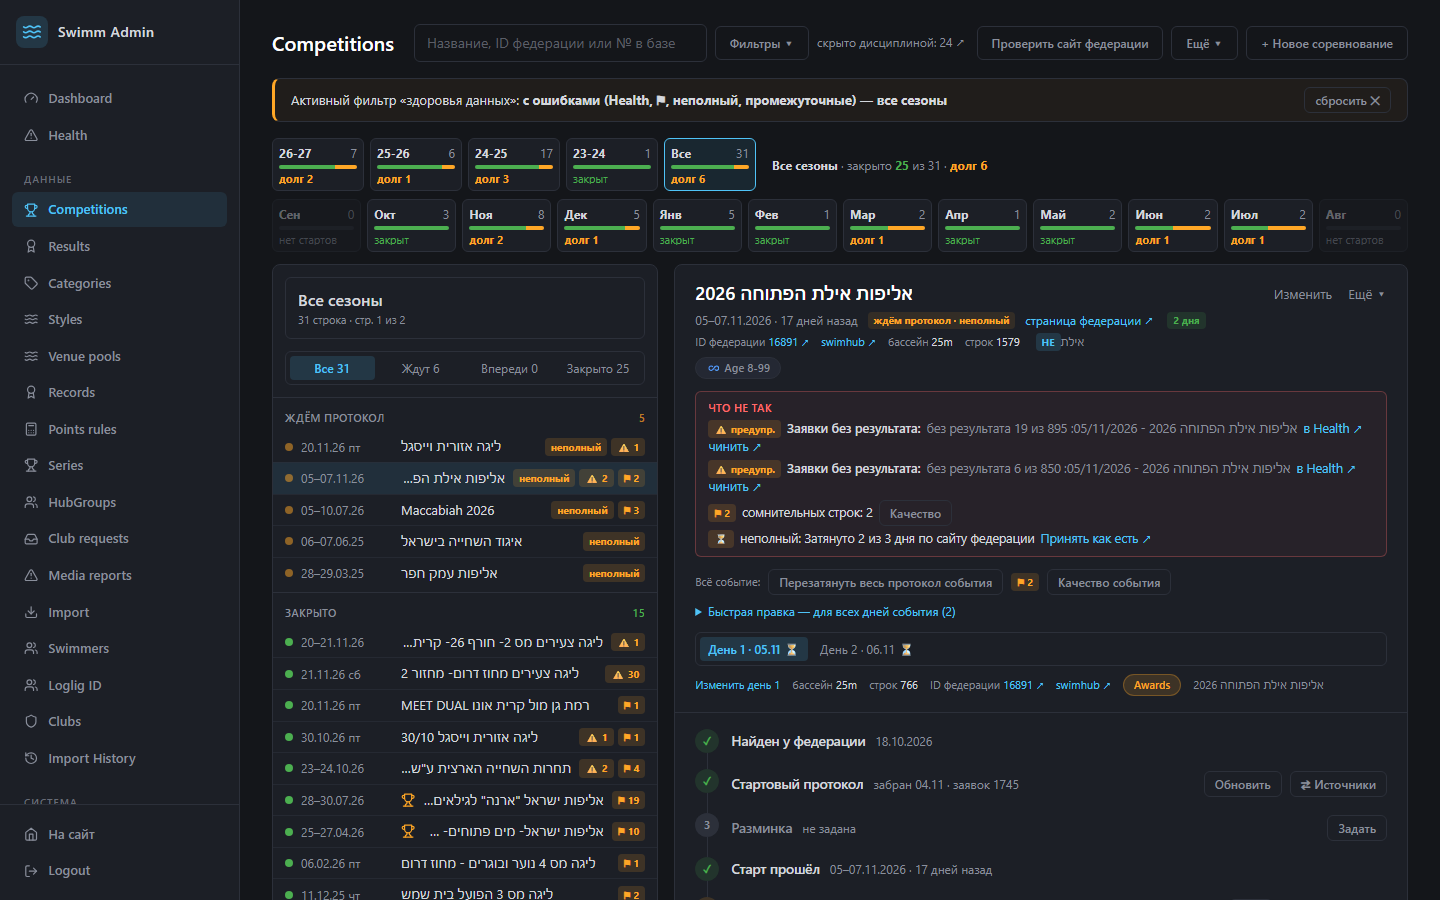 Swimm Admin
Dashboard
Health
ДАННЫЕ
Competitions
Results
Categories
Styles
Venue pools
Records
Points rules
Series
HubGroups
Club requests
Media reports
Import
Swimmers
Loglig ID
Clubs
Import History
СИСТЕМА
На сайт
Logout
Competitions
Название, ID федерации или № в базе
Фильтры ▼
скрыто дисциплиной: 24 ↗
Проверить сайт федерации
Ещё ▼
+ Новое соревнование
Активный фильтр «здоровья данных»: с ошибками (Health, ⚑, неполный, промежуточные) — все сезоны
сбросить ✕
26-27 7
долг 2
25-26 6
долг 1
24-25 17
долг 3
23-24 1
закрыт
Все 31
долг 6
Все сезоны · закрыто 25 из 31 · долг 6
Сен 0
нет стартов
Окт 3
закрыт
Ноя 8
долг 2
Дек 5
долг 1
Янв 5
закрыт
Фев 1
закрыт
Мар 2
долг 1
Апр 1
закрыт
Май 2
закрыт
Июн 2
долг 1
Июл 2
долг 1
Авг 0
нет стартов
Все сезоны
31 строка · стр. 1 из 2
Все 31
Ждут 6
Впереди 0
Закрыто 25
ЖДЁМ ПРОТОКОЛ 5
20.11.26 пт ליגה אזורית וייסגל неполный ⚠ 1
05–07.11.26 אליפות אילת הפ... неполный ⚠ 2 ⚑ 2
05–10.07.26 Maccabiah 2026 неполный ⚑ 3
06–07.06.25 איגוד השחייה בישראל неполный
28–29.03.25 אליפות עמק חפר неполный
ЗАКРЫТО 15
20–21.11.26 ליגה צעירים מס 2- חורף 26- קרית... ⚠ 1
21.11.26 сб ליגה צעירים מחוז דרום- מחזור 2 ⚠ 30
20.11.26 пт רמת גן מול קרית אונו MEET DUAL ⚑ 1
30.10.26 пт ליגה אזורית וייסגל 30/10 ⚠ 1 ⚑ 1
23–24.10.26 תחרות השחייה הארצית ע"ש... ⚠ 2 ⚑ 4
28–30.07.26 אליפות ישראל "ארנה" לגילאים... ⚑ 19
25–27.04.26 אליפות ישראל- מים פתוחים- ... ⚑ 10
06.02.26 пт ליגה מס 4 נוער ובוגרים - מחוז דרום ⚑ 1
11.12.25 чт ליגה מס 3 הפועל בית שמש ⚑ 2
אליפות אילת הפתוחה 2026
Изменить
Ещё ▼
05–07.11.2026 · 17 дней назад ждём протокол · неполный страница федерации ↗ 2 дня
ID федерации 16891 ↗ swimhub ↗ бассейн 25m строк 1579 HE אילת
∞ Age 8-99
ЧТО НЕ ТАК
⚠ предупр. Заявки без результата: без результата 19 из 895 :05/11/2026 - אליפות אילת הפתוחה 2026 в Health ↗
чинить ↗
⚠ предупр. Заявки без результата: без результата 6 из 850 :05/11/2026 - אליפות אילת הפתוחה 2026 в Health ↗
чинить ↗
⚑ 2 сомнительных строк: 2 Качество
⏳ неполный: Затянуто 2 из 3 дня по сайту федерации Принять как есть ↗
Всё событие: Перезатянуть весь протокол события ⚑ 2 Качество события
▶ Быстрая правка — для всех дней события (2)
День 1 · 05.11 ⏳
День 2 · 06.11 ⏳
Изменить день 1 бассейн 25m строк 766 ID федерации 16891 ↗ swimhub ↗ Awards אליפות אילת הפתוחה 2026
✓ Найден у федерации 18.10.2026
✓ Стартовый протокол забран 04.11 · заявок 1745 Обновить ⇄ Источники
3 Разминка не задана Задать
✓ Старт прошёл 05–07.11.2026 · 17 дней назад